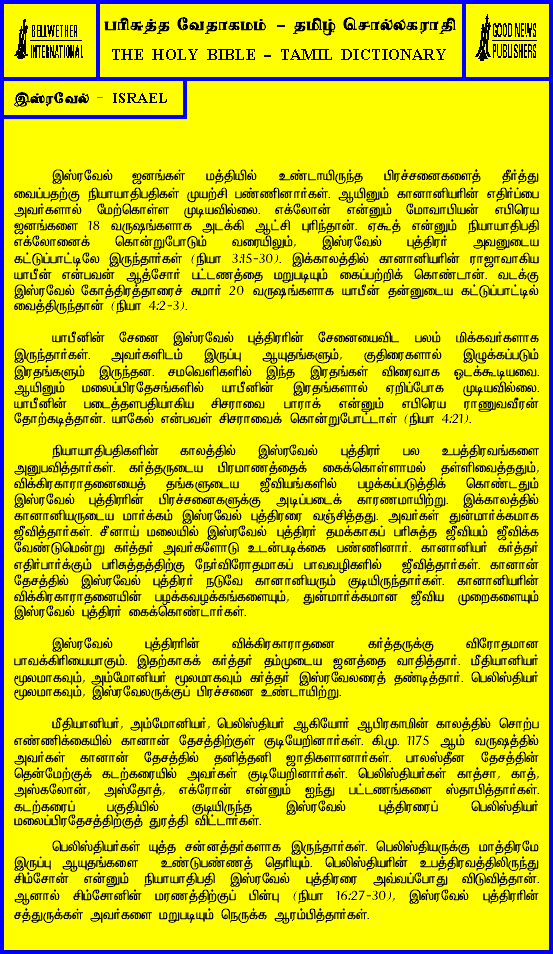 BELLWETHER
INTERNATIONAL
பரிசுத்த வேதாகமம் - தமிழ் சொல்லகராதி
THE HOLY BIBLE - TAMIL DICTIONARY
GOOD NEWS
PUBLISHERS
இஸ்ரவேல் - ISRAEL
இஸ்ரவேல் ஜனங்கள் மத்தியில் உண்டாயிருந்த பிரச்சனைகளைத் தீர்த்து
வைப்பதற்கு நியாயாதிபதிகள் முயற்சி பண்ணினார்கள். ஆயினும் கானானியரின் எதிர்ப்பை
அவர்களால் மேற்கொள்ள முடியவில்லை. எக்லோன் என்னும் மோவாபியன் எபிரெய
ஜனங்களை 18 வருஷங்களாக அடக்கி ஆட்சி புரிந்தான். ஏகூத் என்னும் நியாயாதிபதி
எக்லோனைக் கொன்றுபோடும் வரையிலும், இஸ்ரவேல் புத்திரர் அவனுடைய
கட்டுப்பாட்டிலே இருந்தார்கள் (நியா 3:15-30). இக்காலத்தில் கானானியரின் ராஜாவாகிய
யாபீன் என்பவன் ஆத்சோர் பட்டணத்தை மறுபடியும் கைப்பற்றிக் கொண்டான். வடக்கு
இஸ்ரவேல் கோத்திரத்தாரைச் சுமார் 20 வருஷங்களாக யாபீன் தன்னுடைய கட்டுப்பாட்டில்
வைத்திருந்தான் (நியா 4:2-3).
யாபீனின் சேனை இஸ்ரவேல் புத்திரரின் சேனையைவிட பலம் மிக்கவர்களாக
இருந்தார்கள். அவர்களிடம் இருப்பு ஆயுதங்களும், குதிரைகளால் இழுக்கப்படும்
இரதங்களும் இருந்தன. சமவெளிகளில் இந்த இரதங்கள் விரைவாக ஓடக்கூடியவை.
ஆயினும் மலைப்பிரதேசங்களில் யாபீனின் இரதங்களால் ஏறிப்போக முடியவில்லை.
யாபீனின் படைத்தளபதியாகிய சிசராவை பாராக் என்னும் எபிரெய ராணுவவீரன்
தோற்கடித்தான். யாகேல் என்பவள் சிசராவைக் கொன்றுபோட்டாள் (நியா 4:21).
நியாயாதிபதிகளின் காலத்தில் இஸ்ரவேல் புத்திரர் பல உபத்திரவங்களை
அனுபவித்தார்கள். கர்த்தருடைய பிரமாணத்தைக் கைக்கொள்ளாமல் தள்ளிவைத்ததும்,
விக்கிரகாராதனையைத் தங்களுடைய ஜீவியங்களில் பழக்கப்படுத்திக் கொண்டதும்
இஸ்ரவேல் புத்திரரின் பிரச்சனைகளுக்கு அடிப்படைக் காரணமாயிற்று. இக்காலத்தில்
கானானியருடைய மார்க்கம் இஸ்ரவேல் புத்திரரை வஞ்சித்தது. அவர்கள் துன்மார்க்கமாக
ஜீவித்தார்கள். சீனாய் மலையில் இஸ்ரவேல் புத்திரர் தமக்காகப் பரிசுத்த ஜீவியம் ஜீவிக்க
வேண்டுமென்று கர்த்தர் அவர்களோடு உடன்படிக்கை பண்ணினார். கானானியர் கர்த்தர்
எதிர்பார்க்கும் பரிசுத்தத்திற்கு நேர்விரோதமாகப் பாவவழிகளில் ஜீவித்தார்கள். கானான்
தேசத்தில் இஸ்ரவேல் புத்திரர் நடுவே கானானியரும் குடியிருந்தார்கள். கானானியரின்
விக்கிரகாராதனையின் பழக்கவழக்கங்களையும், துன்மார்க்கமான ஜீவிய முறைகளையும்
இஸ்ரவேல் புத்திரர் கைக்கொண்டார்கள்.
இஸ்ரவேல் புத்திரரின் விக்கிரகாராதனை கர்த்தருக்கு விரோதமான
பாவக்கிரியையாகும். இதற்காகக் கர்த்தர் தம்முடைய ஜனத்தை வாதித்தார். மீதியானியர்
மூலமாகவும், அம்மோனியர் மூலமாகவும் கர்த்தர் இஸ்ரவேலரைத் தண்டித்தார். பெலிஸ்தியர்
மூலமாகவும், இஸ்ரவேலருக்குப் பிரச்சனை உண்டாயிற்று.
மீதியானியர், அம்மோனியர், பெலிஸ்தியர் ஆகியோர் ஆபிரகாமின் காலத்தில் சொற்ப
எண்ணிக்கையில் கானான் தேசத்திற்குள் குடியேறினார்கள். கி.மு. 1175 ஆம் வருஷத்தில்
அவர்கள் கானான் தேசத்தில் தனித்தனி ஜாதிகளானார்கள். பாலஸ்தீன தேசத்தின்
தென்மேற்குக் கடற்கரையில் அவர்கள் குடியேறினார்கள். பெலிஸ்தியர்கள் காத்சா, காத்,
அஸ்கலோன், அஸ்தோத், எக்ரோன் என்னும் ஐந்து பட்டணங்களை ஸ்தாபித்தார்கள்.
கடற்கரைப் பகுதியில் குடியிருந்த இஸ்ரவேல் புத்திரரைப் பெலிஸ்தியர்
மலைப்பிரதேசத்திற்குத் துரத்தி விட்டார்கள்.
பெலிஸ்தியர்கள் யுத்த சன்னத்தர்களாக இருந்தார்கள். பெலிஸ்தியருக்கு மாத்திரமே
இருப்பு ஆயுதங்களை உண்டுபண்ணத் தெரியும். பெலிஸ்தியரின் உபத்திரவத்திலிருந்து
சிம்சோன் என்னும் நியாயாதிபதி இஸ்ரவேல் புத்திரரை அவ்வப்போது விடுவித்தான்.
ஆனால் சிம்சோனின் மரணத்திற்குப் பின்பு (நியா 16:27-30), இஸ்ரவேல் புத்திரரின்
சத்துருக்கள் அவர்களை மறுபடியும் நெருக்க ஆரம்பித்தார்கள்.